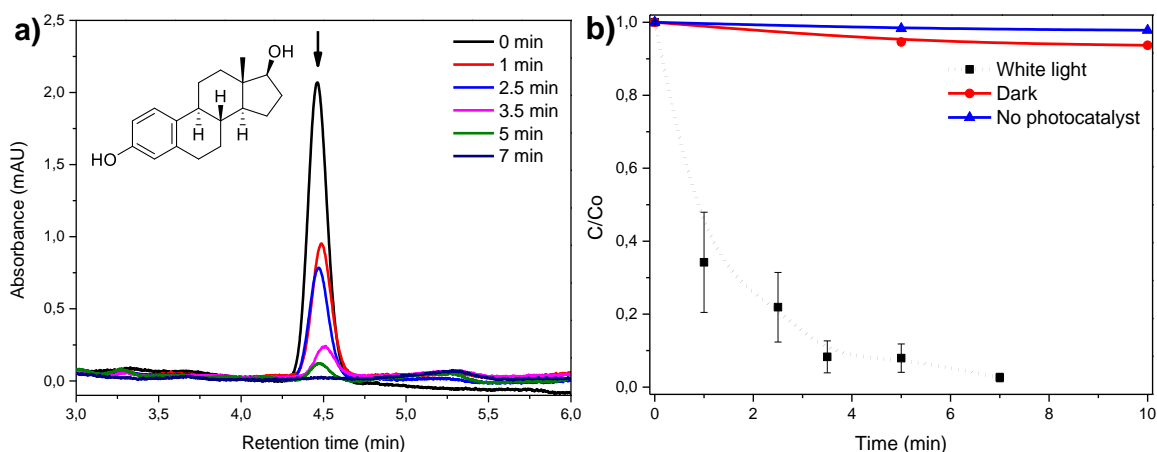 a)
2,5
2,0
1,5
1,0
0,5
0,0
Absorbance (mAU)
3,0 3,5 4,0 4,5 5,0 5,5 6,0
Retention time (min)
OH
H
H H
HO
0 min
1 min
2.5 min
3.5 min
5 min
7 min
b)
1,0
0,8
0,6
0,4
0,2
0,0
C/Co
0 2 4 6 8 10
Time (min)
White light
Dark
No photocatalyst